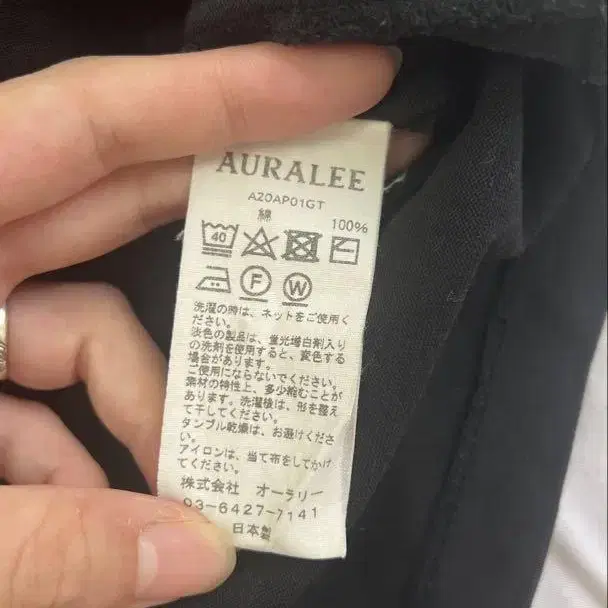 AURALEE
A20AP01GT
綿 100%
40
F W
洗濯の時は、ネットをご使用く
ださい。
淡色の製品は、蛍光増白剤入り
の洗剤を使用すると、変色する
場合があります。
ご使用にならないでください。
素材の特性上、多少縮むことが
あります。洗濯後は、形を整え
て干してください。
タンブル乾燥は、お避けくださ
い。
アイロンは、当て布をしてかけ
てください。
株式会社 オーラリー
03-6427-7141
日本製